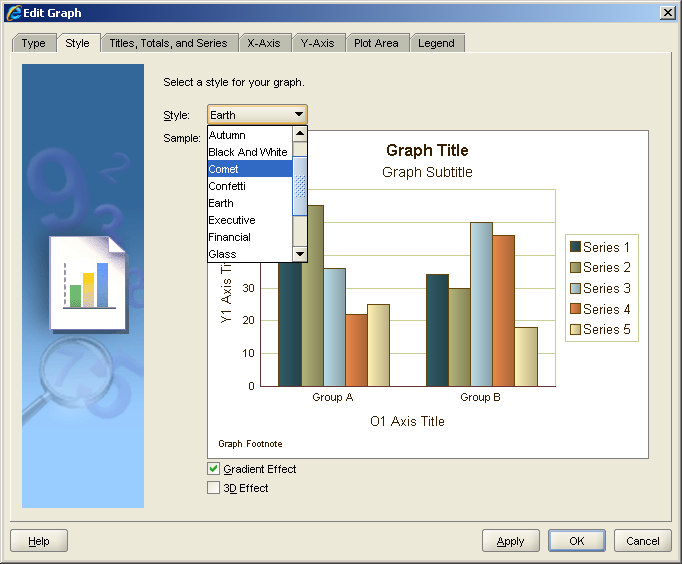 Edit Graph
Type Style Titles, Totals, and Series X-Axis Y-Axis Plot Area Legend
Select a style for your graph.
Style: Earth
Sample:
Autumn
Black And White
Comet
Confetti
Earth
Executive
Financial
Glass
Graph Title
Graph Subtitle
Y1 Axis Ti
30
20
10
0
Group A Group B
O1 Axis Title
Series 1
Series 2
Series 3
Series 4
Series 5
Graph Footnote
Gradient Effect
3D Effect
Help Apply OK Cancel